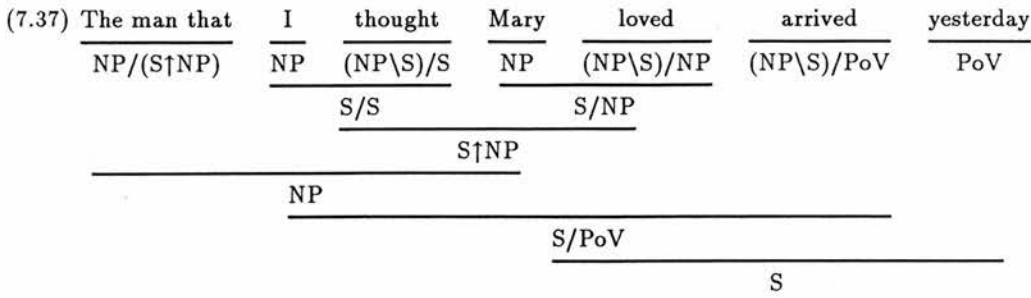 (7.37) The man that I thought Mary loved arrived yesterday
NP/(S↑NP) NP (NP\S)/S NP (NP\S)/NP (NP\S)/PoV PoV
S/S S/NP
S↑NP
NP
S/PoV
S